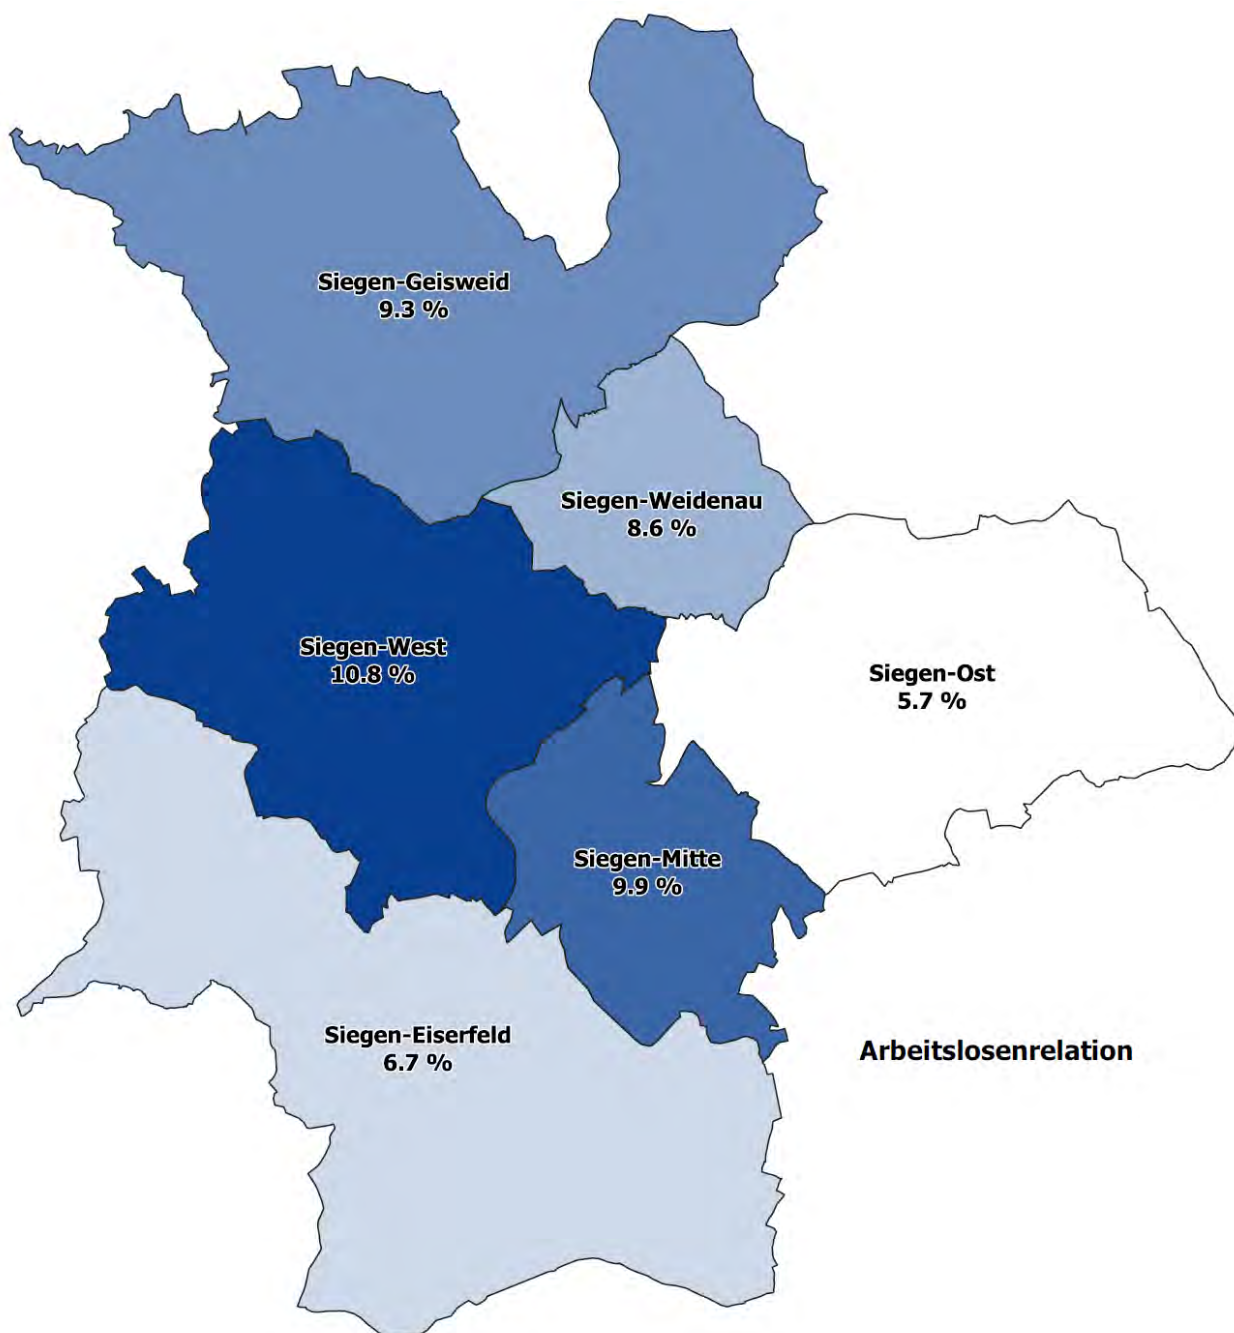 Siegen-Geisweid
9.3 %
Siegen-Weidenau
8.6 %
Siegen-West
10.8 %
Siegen-Ost
5.7 %
Siegen-Mitte
9.9 %
Siegen-Eiserfeld
6.7 %
Arbeitslosenrelation